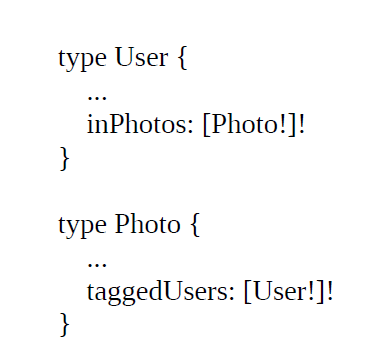 type User {
...
inPhotos: [Photo!]!
}
type Photo {
...
taggedUsers: [User!]!
}